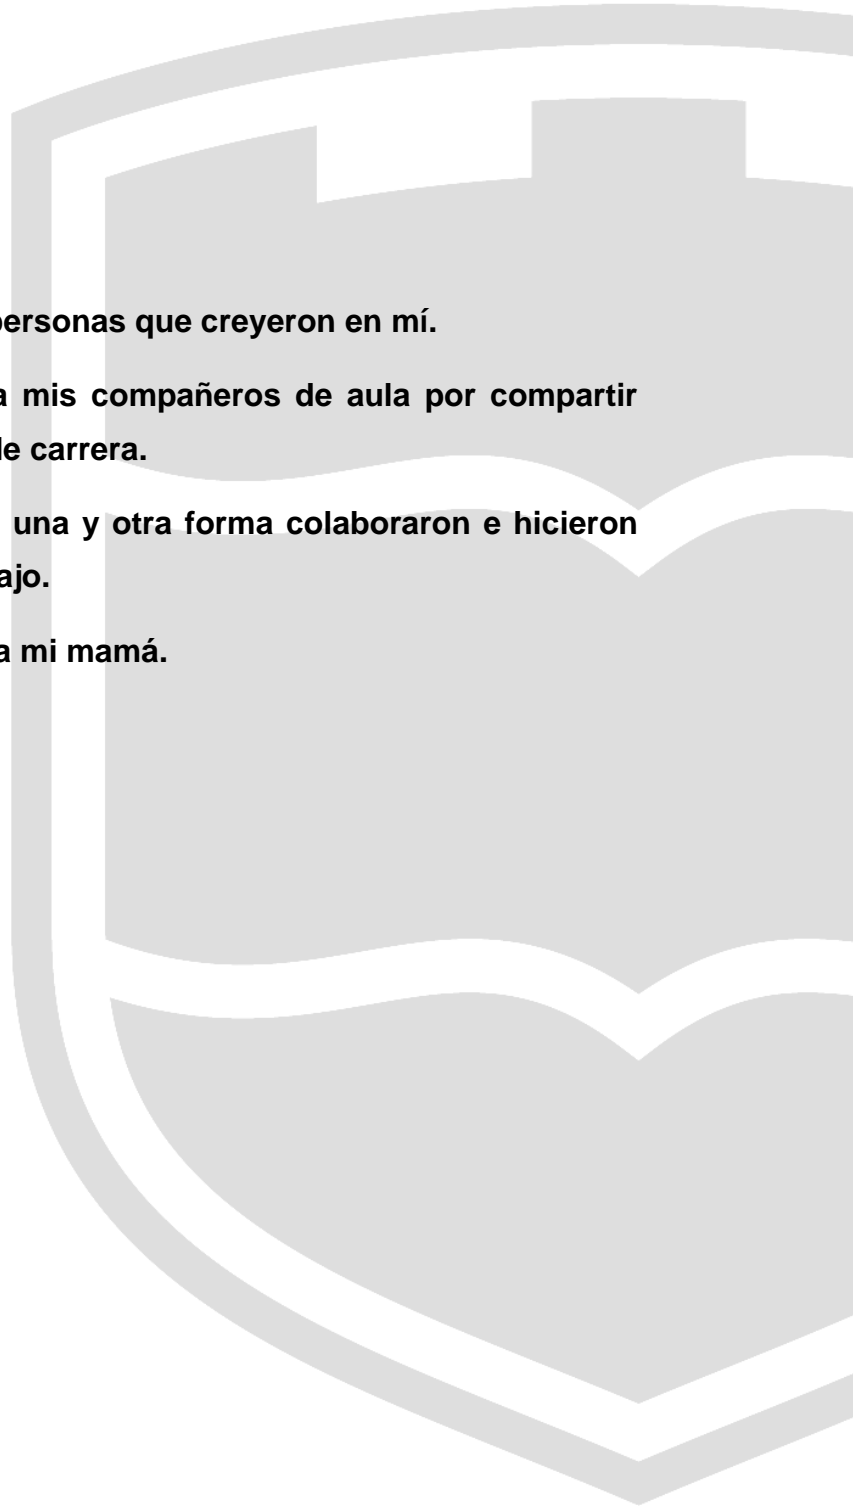 personas que creyeron en mí.
a mis compañeros de aula por compartir
de carrera.
una y otra forma colaboraron e hicieron
ajo.
a mi mamá.